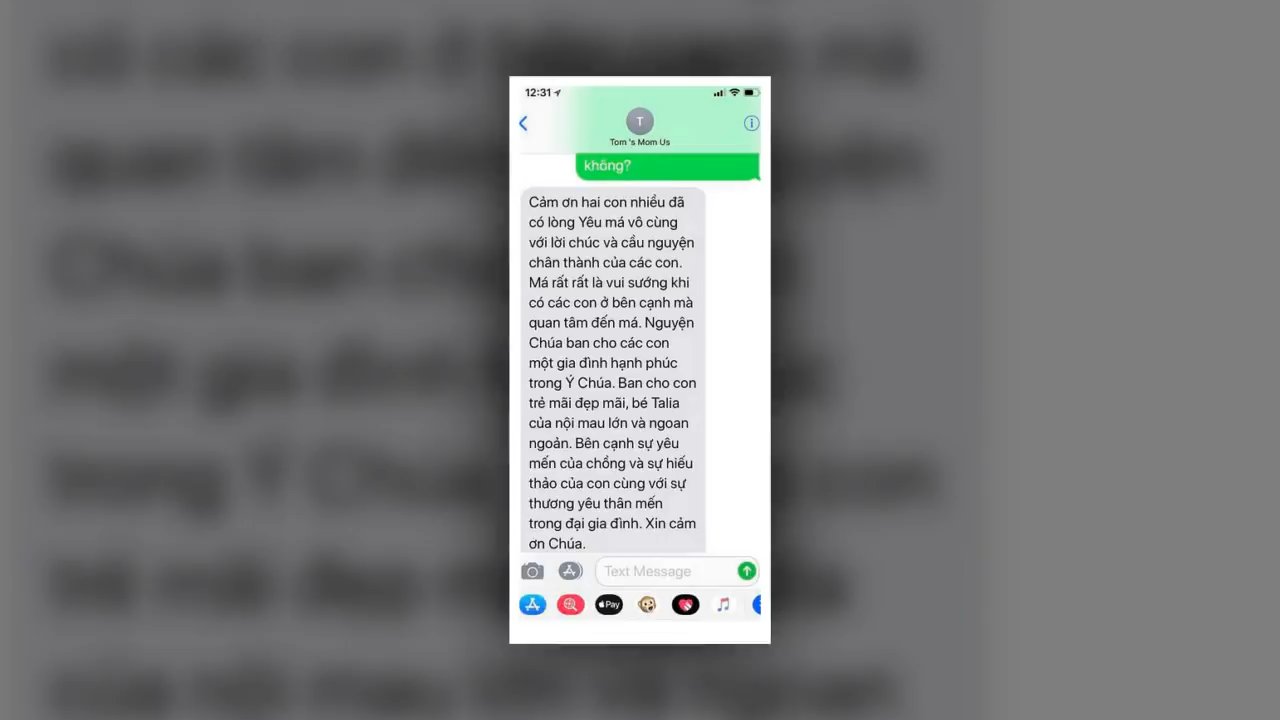 12:31
T
Tom 's Mom Us
không?
Cảm ơn hai con nhiều đã
có lòng Yêu má vô cùng
với lời chúc và cầu nguyện
chân thành của các con.
Má rất rất là vui sướng khi
có các con ở bên cạnh mà
quan tâm đến má. Nguyện
Chúa ban cho các con
một gia đình hạnh phúc
trong Ý Chúa. Ban cho con
trẻ mãi đẹp mãi, bé Talia
của nội mau lớn và ngoan
ngoản. Bên cạnh sự yêu
mến của chồng và sự hiếu
thảo của con cùng với sự
thương yêu thân mến
trong đại gia đình. Xin cảm
ơn Chúa.
Text Message
Pay